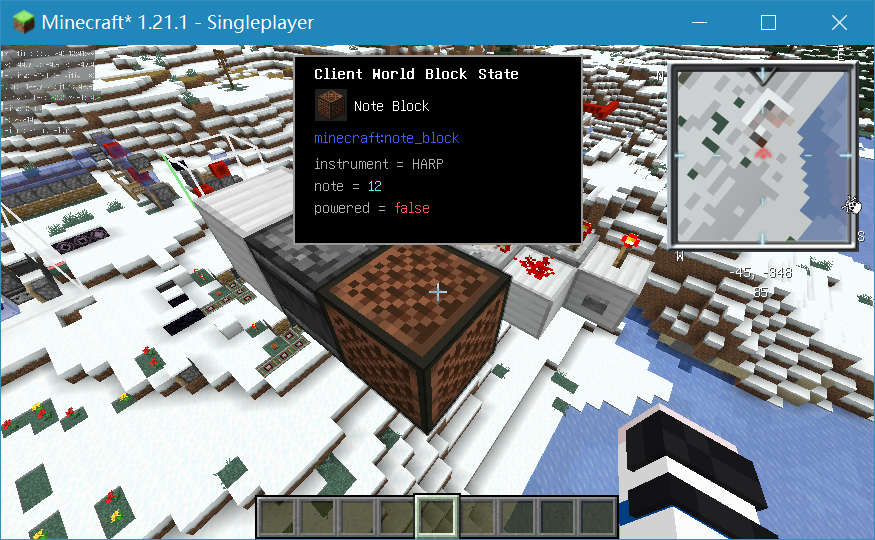 Minecraft* 1.21.1 - Singleplayer
Client World Block State
Note Block
minecraft:note_block
instrument = HARP
note = 12
powered = false
N
E
S
W
-45, -348
85